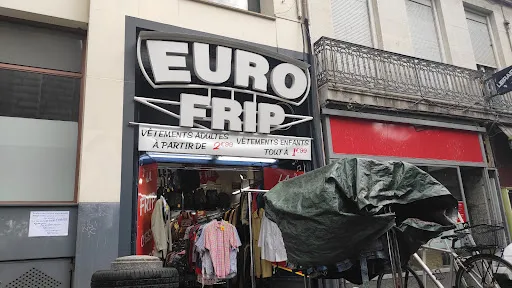 EURO
FRIP
VÊTEMENTS ADULTES
À PARTIR DE 2€99
VÊTEMENTS ENFANTS
TOUT À 1€99